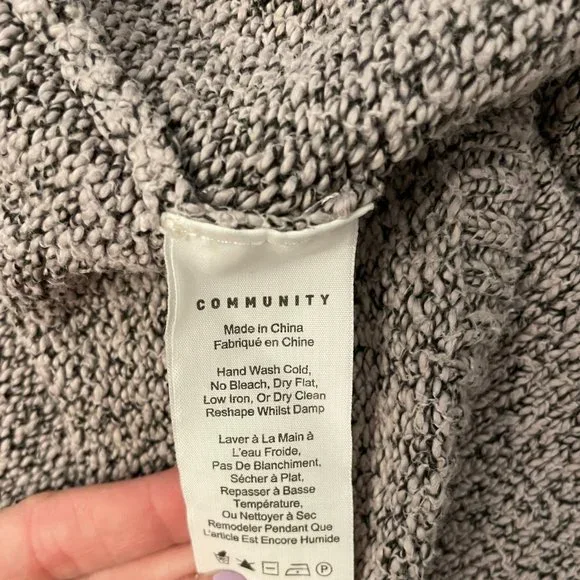 COMMUNITY
Made in China
Fabriqué en Chine
Hand Wash Cold,
No Bleach, Dry Flat,
Low Iron, Or Dry Clean
Reshape Whilst Damp
Laver à La Main à
L'eau Froide,
Pas De Blanchiment,
Sécher à Plat,
Repasser à Basse
Température,
Ou Nettoyer à Sec
Remodeler Pendant Que
L'article Est Encore Humide
P